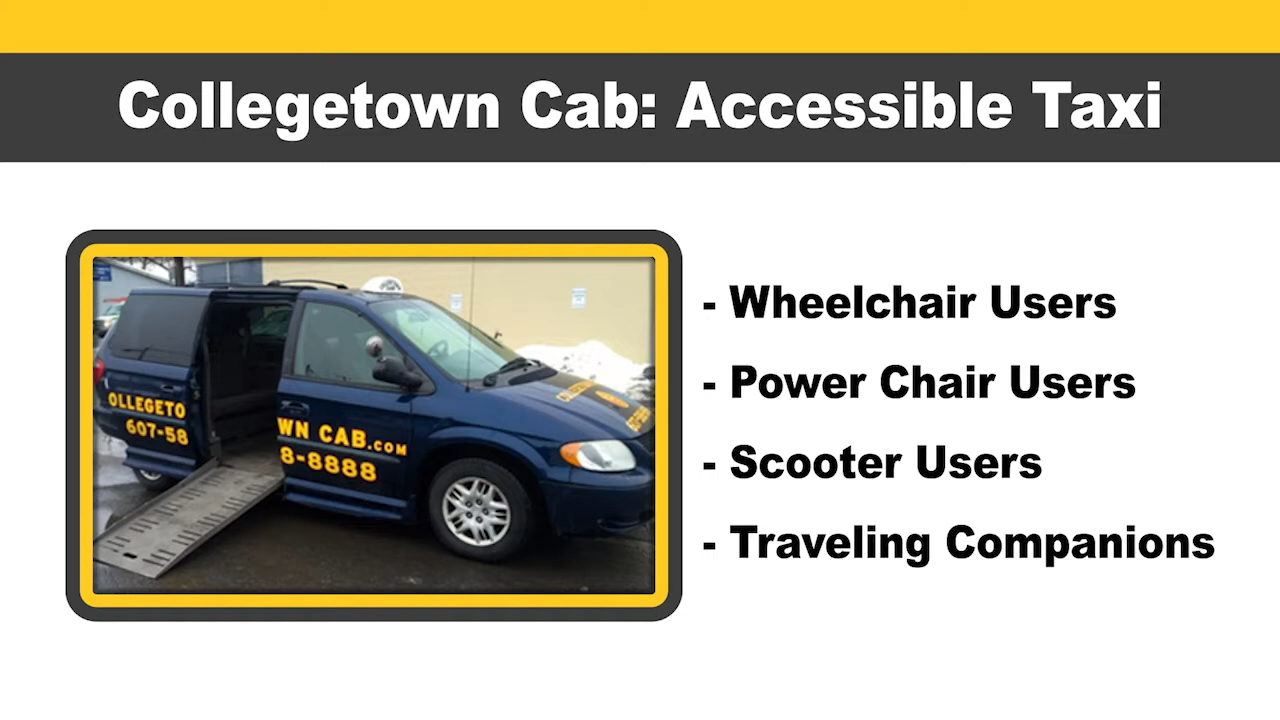 Collegetown Cab: Accessible Taxi
OLLEGETO
607-58
WN CAB.COM
8-8888
- Wheelchair Users
- Power Chair Users
- Scooter Users
- Traveling Companions